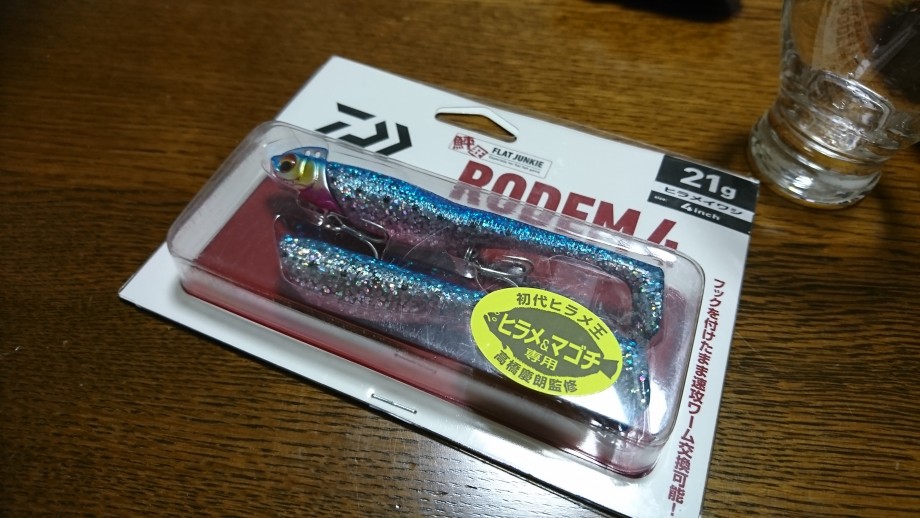 鮃狂
FLAT JUNKIE
RODEM 4
21g
ヒラメイワシ
size: 4inch
初代ヒラメ王
ヒラメ&マゴチ
専用
高橋慶朗監修
フックを付けたまま速攻ワーム交換可能!